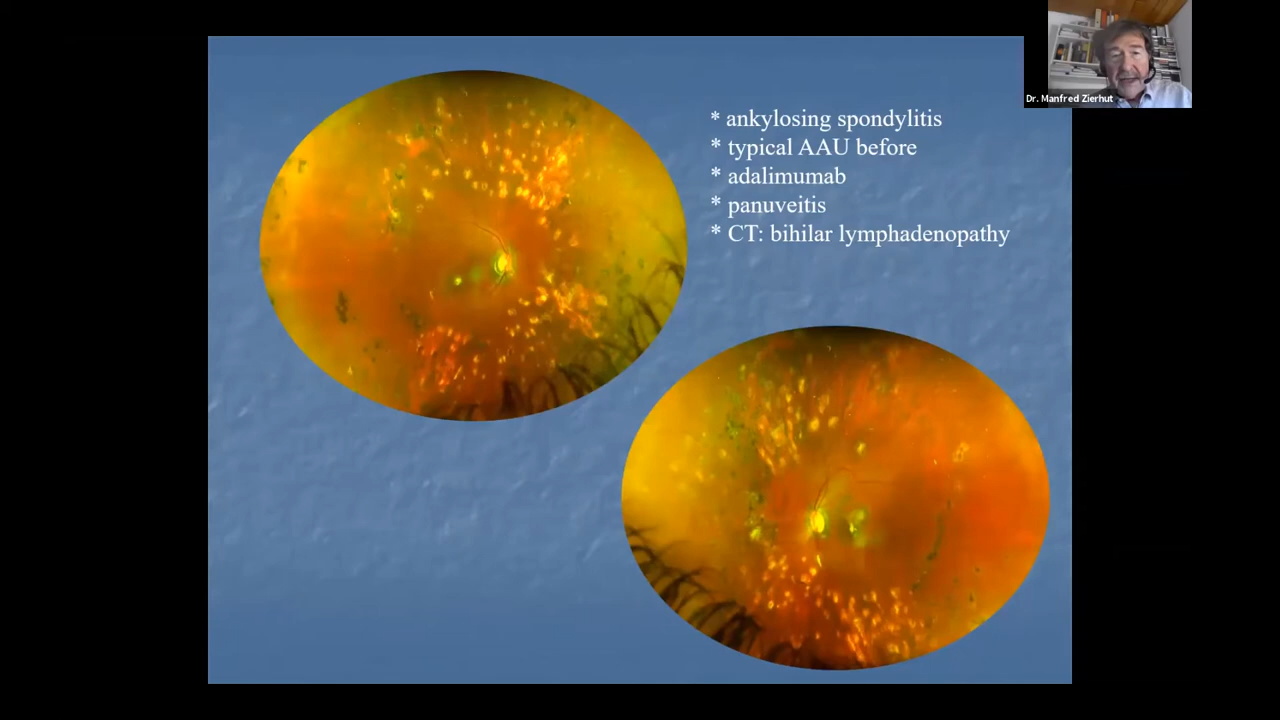 Dr. Manfred Zierhut
* ankylosing spondylitis
* typical AAU before
* adalimumab
* panuveitis
* CT: bihilar lymphadenopathy